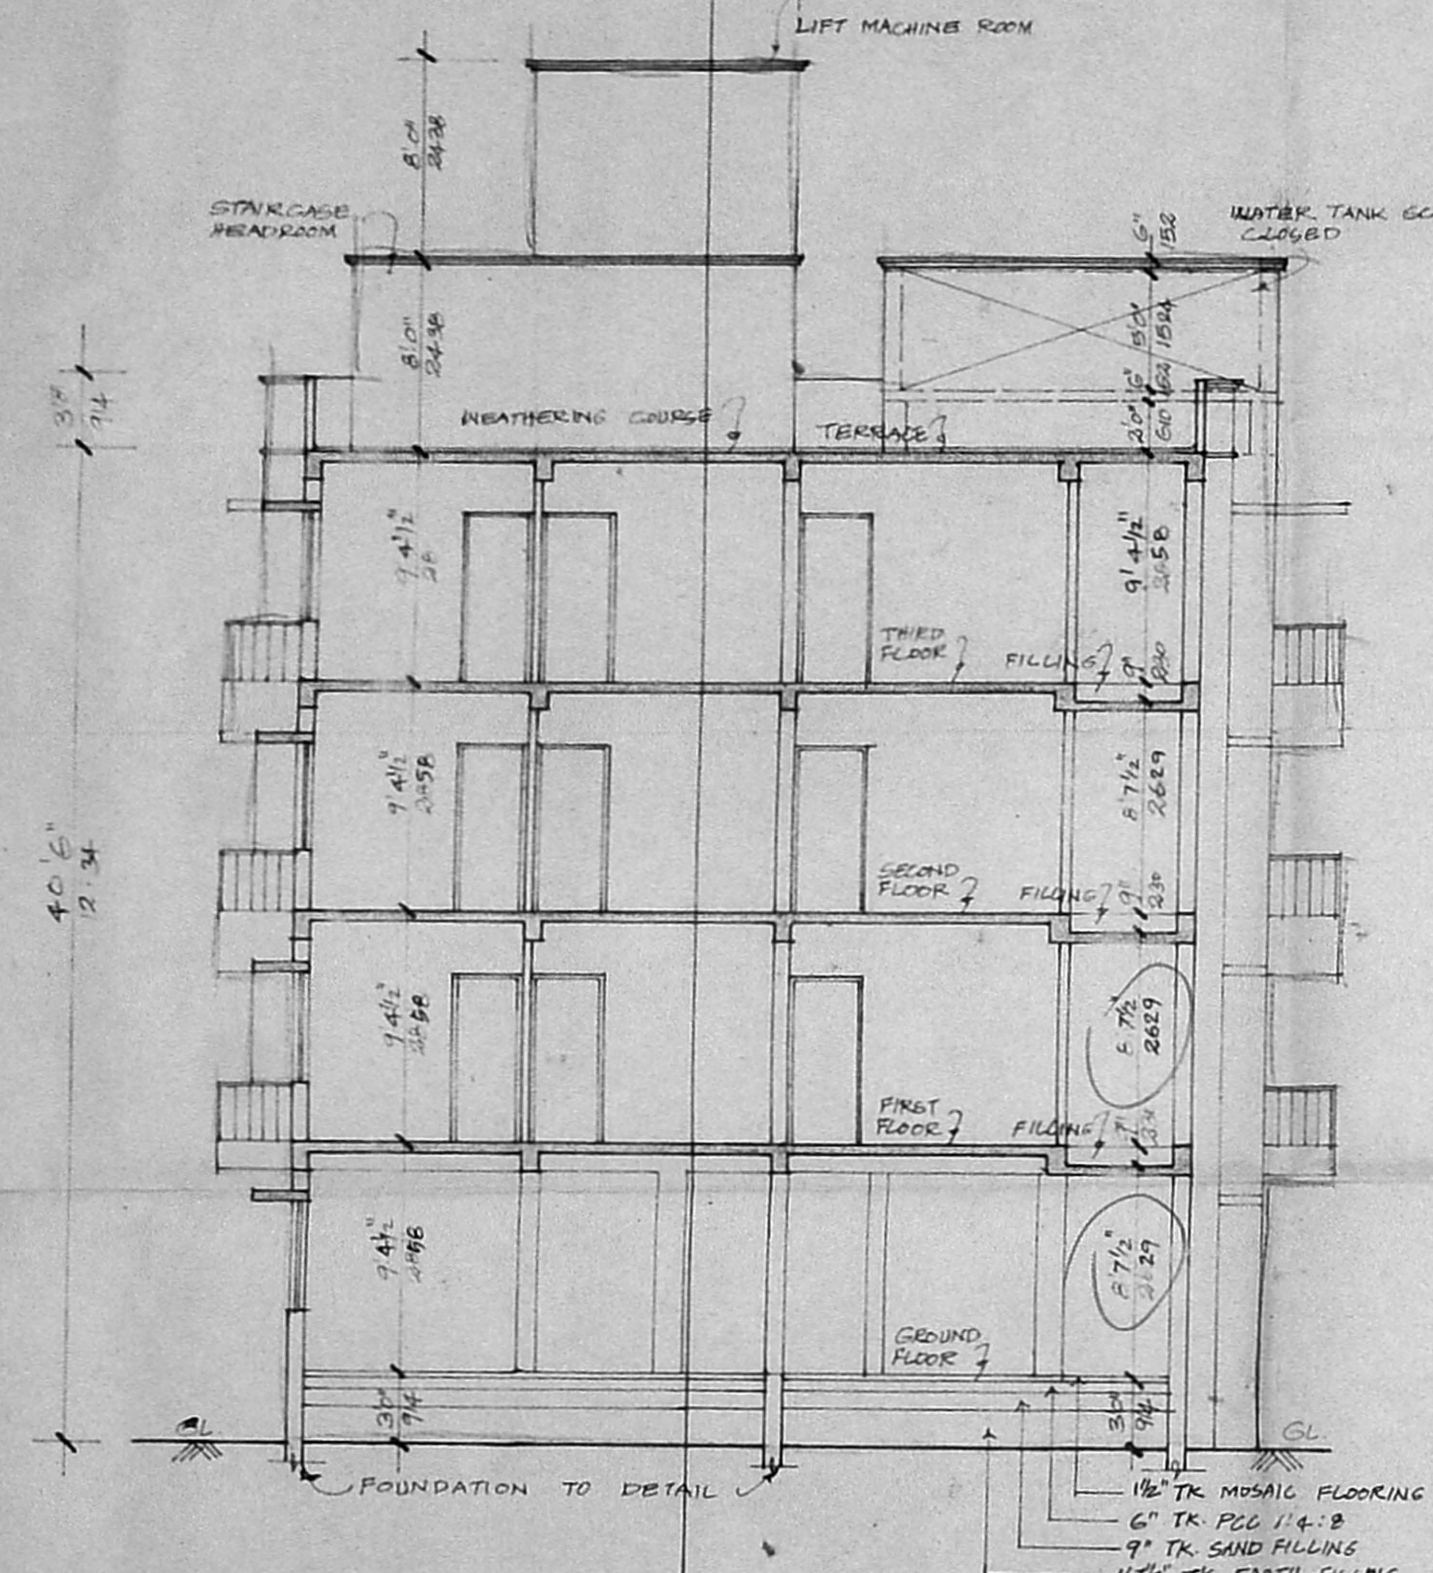 LIFT MACHINE ROOM
8'0"
2438
STAIRCASE
HEADROOM
WATER TANK
CLOSED
6"
152
8'0"
2438
5'0"
1524
6"
152
2'0"
610
3'0"
914
WEATHERING COURSE
TERRACE
9'4½"
28
9'4½"
2858
THIRD
FLOOR
FILLING
9"
230
9'4½"
2858
8'7½"
2629
SECOND
FLOOR
FILLING
9"
230
40'6"
12.34
9'4½"
2858
8'7½"
2629
FIRST
FLOOR
FILLING
9'4½"
2858
8'7½"
2629
GROUND
FLOOR
3'0"
914
3'0"
914
GL
GL
FOUNDATION TO DETAIL
1½" TK MOSAIC FLOORING
6" TK. PCC 1:4:8
9" TK. SAND FILLING
TK. EARTH FILLING